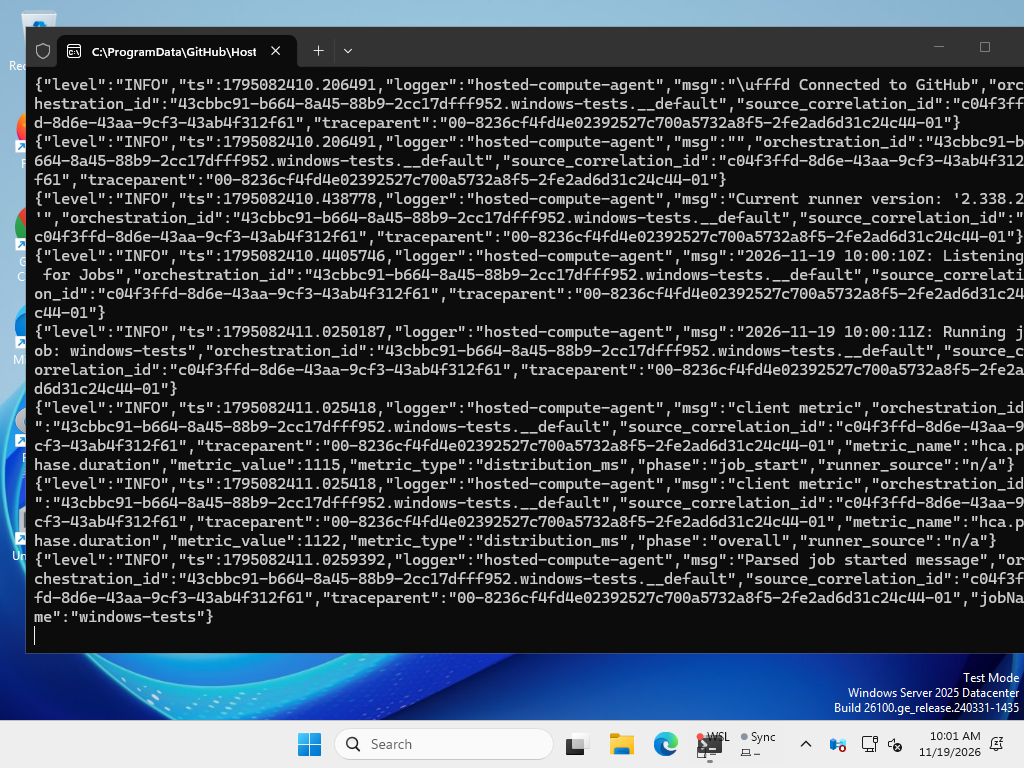 C:\ProgramData\GitHub\Host
{"level":"INFO","ts":1795082410.206491,"logger":"hosted-compute-agent","msg":"\ufffd Connected to GitHub","orc
hestration_id":"43cbbc91-b664-8a45-88b9-2cc17dfff952.windows-tests.__default","source_correlation_id":"c04f3ff
d-8d6e-43aa-9cf3-43ab4f312f61","traceparent":"00-8236cf4fd4e02392527c700a5732a8f5-2fe2ad6d31c24c44-01"}
{"level":"INFO","ts":1795082410.206491,"logger":"hosted-compute-agent","msg":"","orchestration_id":"43cbbc91-b
664-8a45-88b9-2cc17dfff952.windows-tests.__default","source_correlation_id":"c04f3ffd-8d6e-43aa-9cf3-43ab4f312
f61","traceparent":"00-8236cf4fd4e02392527c700a5732a8f5-2fe2ad6d31c24c44-01"}
{"level":"INFO","ts":1795082410.438778,"logger":"hosted-compute-agent","msg":"Current runner version: '2.338.2
'","orchestration_id":"43cbbc91-b664-8a45-88b9-2cc17dfff952.windows-tests.__default","source_correlation_id":"
c04f3ffd-8d6e-43aa-9cf3-43ab4f312f61","traceparent":"00-8236cf4fd4e02392527c700a5732a8f5-2fe2ad6d31c24c44-01"}
{"level":"INFO","ts":1795082410.4405746,"logger":"hosted-compute-agent","msg":"2026-11-19 10:00:10Z: Listening
 for Jobs","orchestration_id":"43cbbc91-b664-8a45-88b9-2cc17dfff952.windows-tests.__default","source_correlati
on_id":"c04f3ffd-8d6e-43aa-9cf3-43ab4f312f61","traceparent":"00-8236cf4fd4e02392527c700a5732a8f5-2fe2ad6d31c24
c44-01"}
{"level":"INFO","ts":1795082411.0250187,"logger":"hosted-compute-agent","msg":"2026-11-19 10:00:11Z: Running j
ob: windows-tests","orchestration_id":"43cbbc91-b664-8a45-88b9-2cc17dfff952.windows-tests.__default","source_c
orrelation_id":"c04f3ffd-8d6e-43aa-9cf3-43ab4f312f61","traceparent":"00-8236cf4fd4e02392527c700a5732a8f5-2fe2a
d6d31c24c44-01"}
{"level":"INFO","ts":1795082411.025418,"logger":"hosted-compute-agent","msg":"client metric","orchestration_id
":"43cbbc91-b664-8a45-88b9-2cc17dfff952.windows-tests.__default","source_correlation_id":"c04f3ffd-8d6e-43aa-9
cf3-43ab4f312f61","traceparent":"00-8236cf4fd4e02392527c700a5732a8f5-2fe2ad6d31c24c44-01","metric_name":"hca.p
hase.duration","metric_value":1115,"metric_type":"distribution_ms","phase":"job_start","runner_source":"n/a"}
{"level":"INFO","ts":1795082411.025418,"logger":"hosted-compute-agent","msg":"client metric","orchestration_id
":"43cbbc91-b664-8a45-88b9-2cc17dfff952.windows-tests.__default","source_correlation_id":"c04f3ffd-8d6e-43aa-9
cf3-43ab4f312f61","traceparent":"00-8236cf4fd4e02392527c700a5732a8f5-2fe2ad6d31c24c44-01","metric_name":"hca.p
hase.duration","metric_value":1122,"metric_type":"distribution_ms","phase":"overall","runner_source":"n/a"}
{"level":"INFO","ts":1795082411.0259392,"logger":"hosted-compute-agent","msg":"Parsed job started message","or
chestration_id":"43cbbc91-b664-8a45-88b9-2cc17dfff952.windows-tests.__default","source_correlation_id":"c04f3f
fd-8d6e-43aa-9cf3-43ab4f312f61","traceparent":"00-8236cf4fd4e02392527c700a5732a8f5-2fe2ad6d31c24c44-01","jobNa
me":"windows-tests"}
Test Mode
Windows Server 2025 Datacenter
Build 26100.ge_release.240331-1435
Search
WSL
Sync
10:01 AM
11/19/2026